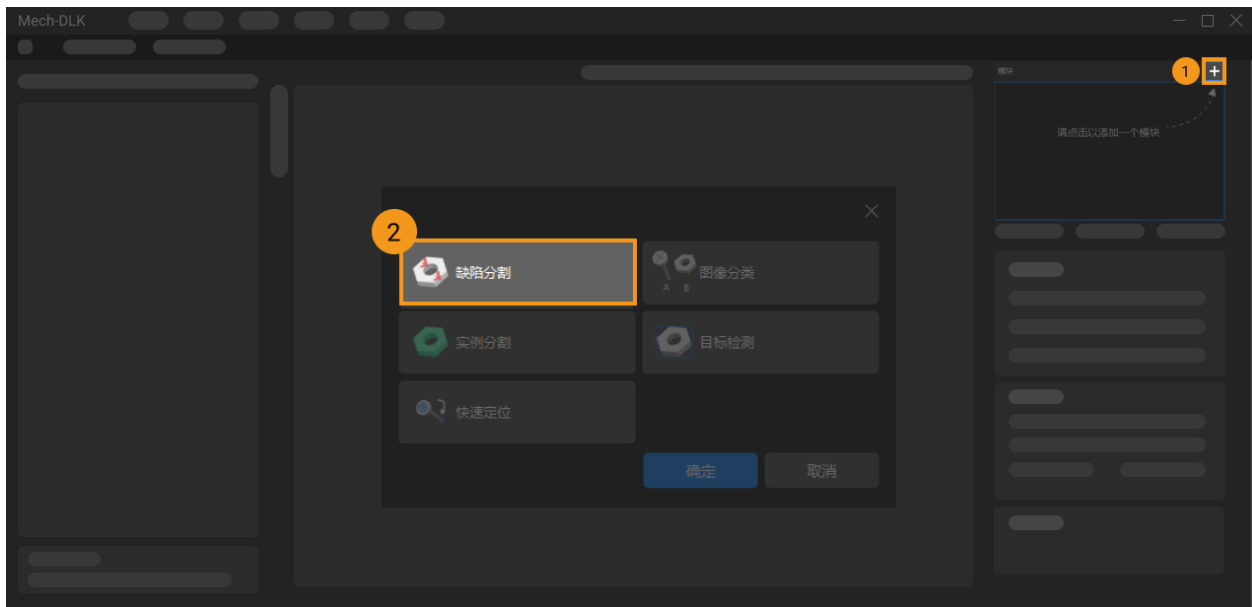 Mech-DLK
模块
1
请点击以添加一个模块
2
缺陷分割
图像分类
A B
实例分割
目标检测
快速定位
确定
取消